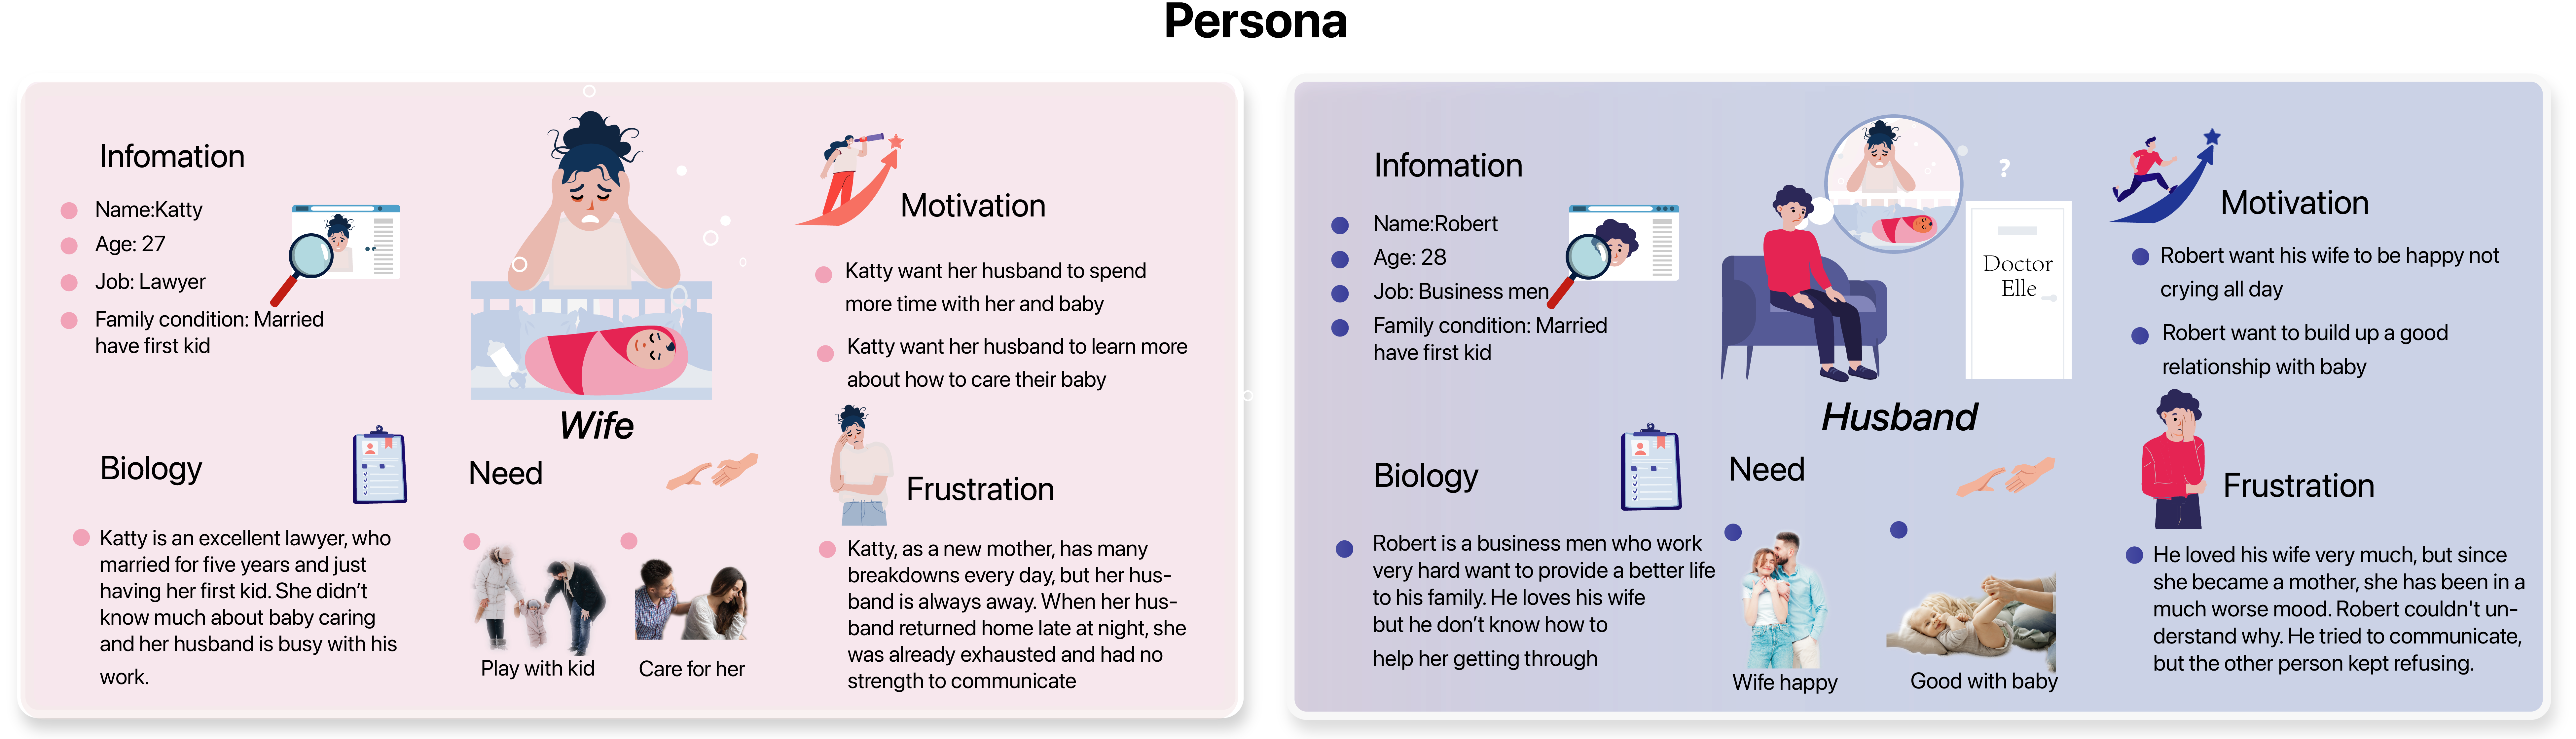 Persona
Infomation
Name:Katty
Age: 27
Job: Lawyer
Family condition: Married
have first kid
Biology
Katty is an excellent lawyer, who
married for five years and just
having her first kid. She didn't
know much about baby caring
and her husband is busy with his
work.
Wife
Need
Play with kid
Care for her
Motivation
Katty want her husband to spend
more time with her and baby
Katty want her husband to learn more
about how to care their baby
Frustration
Katty, as a new mother, has many
breakdowns every day, but her hus-
band is always away. When her hus-
band returned home late at night, she
was already exhausted and had no
strength to communicate
Infomation
Name:Robert
Age: 28
Job: Business men
Family condition: Married
have first kid
Biology
Robert is a business men who work
very hard want to provide a better life
to his family. He loves his wife
but he don't know how to
help her getting through
?
Doctor
Elle
Husband
Need
Wife happy
Good with baby
Motivation
Robert want his wife to be happy not
crying all day
Robert want to build up a good
relationship with baby
Frustration
He loved his wife very much, but since
she became a mother, she has been in a
much worse mood. Robert couldn't un-
derstand why. He tried to communicate,
but the other person kept refusing.